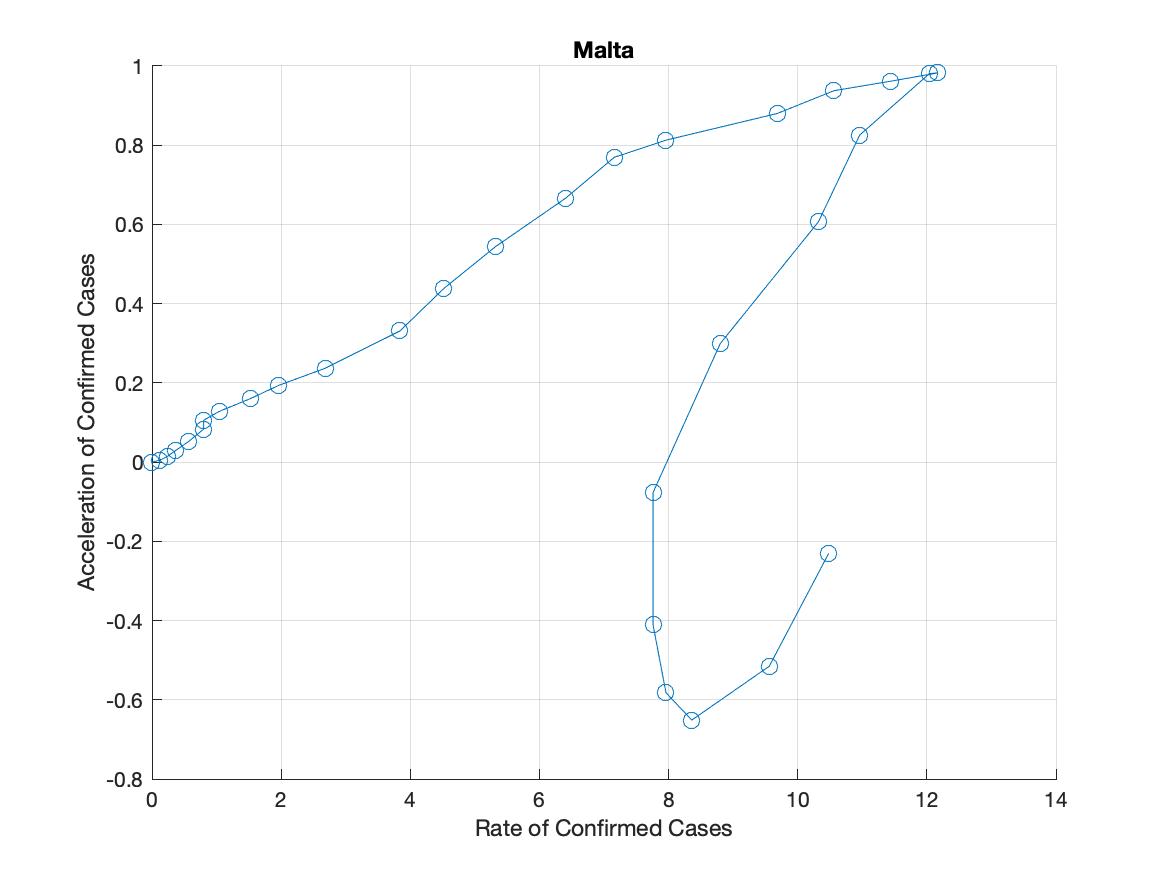 Malta
1
0.8
0.6
0.4
0.2
0
-0.2
-0.4
-0.6
-0.8
0 2 4 6 8 10 12 14
Acceleration of Confirmed Cases
Rate of Confirmed Cases